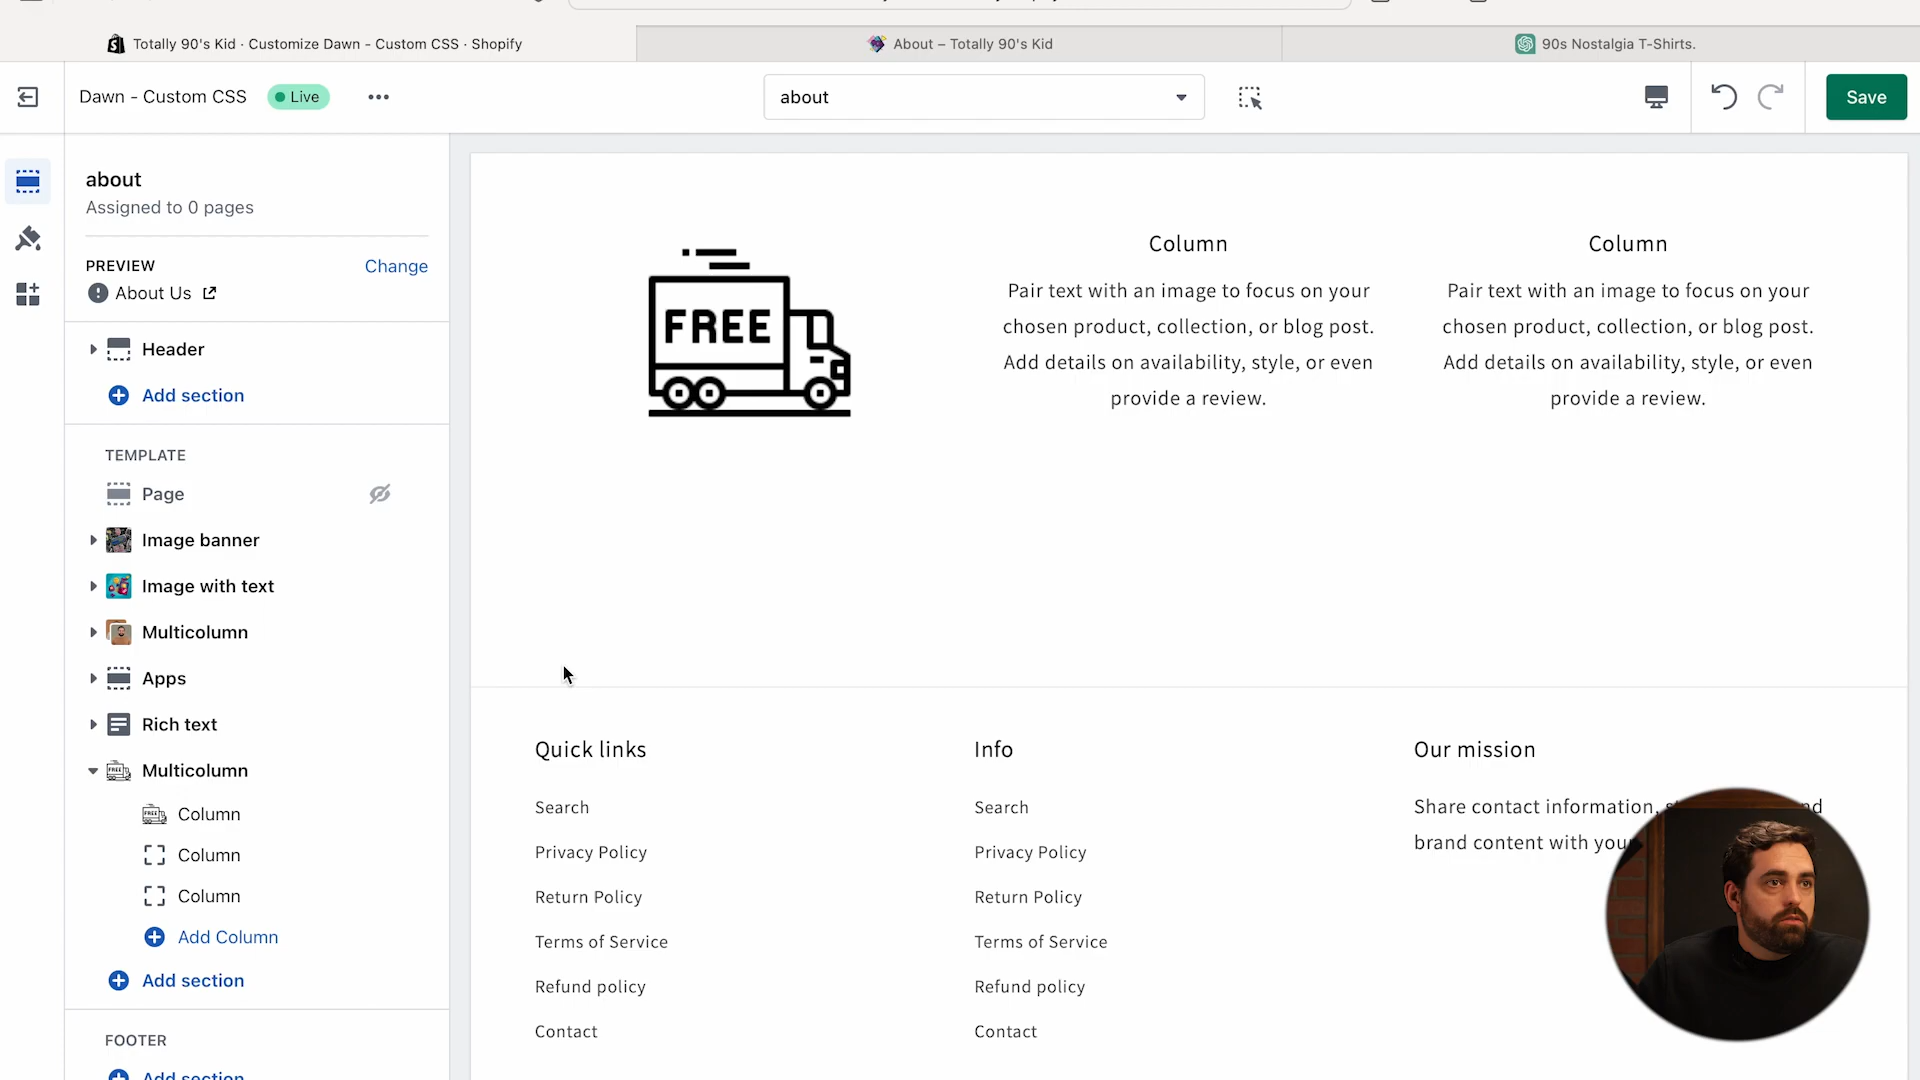 Totally 90's Kid · Customize Dawn - Custom CSS · Shopify
About – Totally 90's Kid
90s Nostalgia T-Shirts.
Dawn - Custom CSS
Live
about
Save
about
Assigned to 0 pages
PREVIEW
Change
About Us
Header
Add section
TEMPLATE
Page
Image banner
Image with text
Multicolumn
Apps
Rich text
Multicolumn
Column
Column
Column
Add Column
Add section
FOOTER
Add section
FREE
Column
Pair text with an image to focus on your
chosen product, collection, or blog post.
Add details on availability, style, or even
provide a review.
Column
Pair text with an image to focus on your
chosen product, collection, or blog post.
Add details on availability, style, or even
provide a review.
Quick links
Search
Privacy Policy
Return Policy
Terms of Service
Refund policy
Contact
Info
Search
Privacy Policy
Return Policy
Terms of Service
Refund policy
Contact
Our mission
Share contact information,
brand content with your